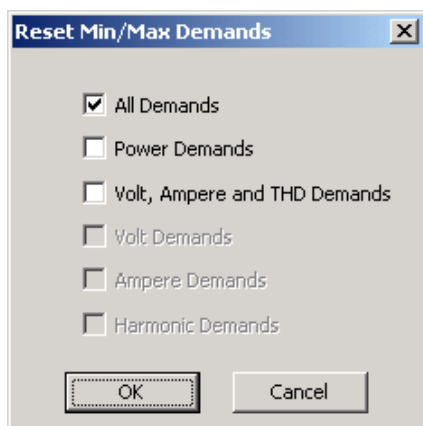 Reset Min/Max Demands
All Demands
Power Demands
Volt, Ampere and THD Demands
Volt Demands
Ampere Demands
Harmonic Demands
OK Cancel